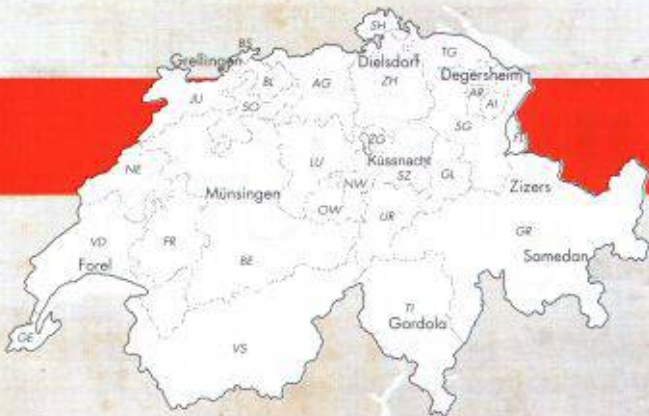 SH
BS
Grellingen
Dielsdorf
TG
BL
AG
ZH
Degersheim
JU
SO
AR
AI
SG
ZG
FL
NE
LU
Küssnacht
Münsingen
NW
SZ
GL
Zizers
OW
UR
GR
VD
FR
BE
Samedan
Forel
TI
Gordola
GE
VS